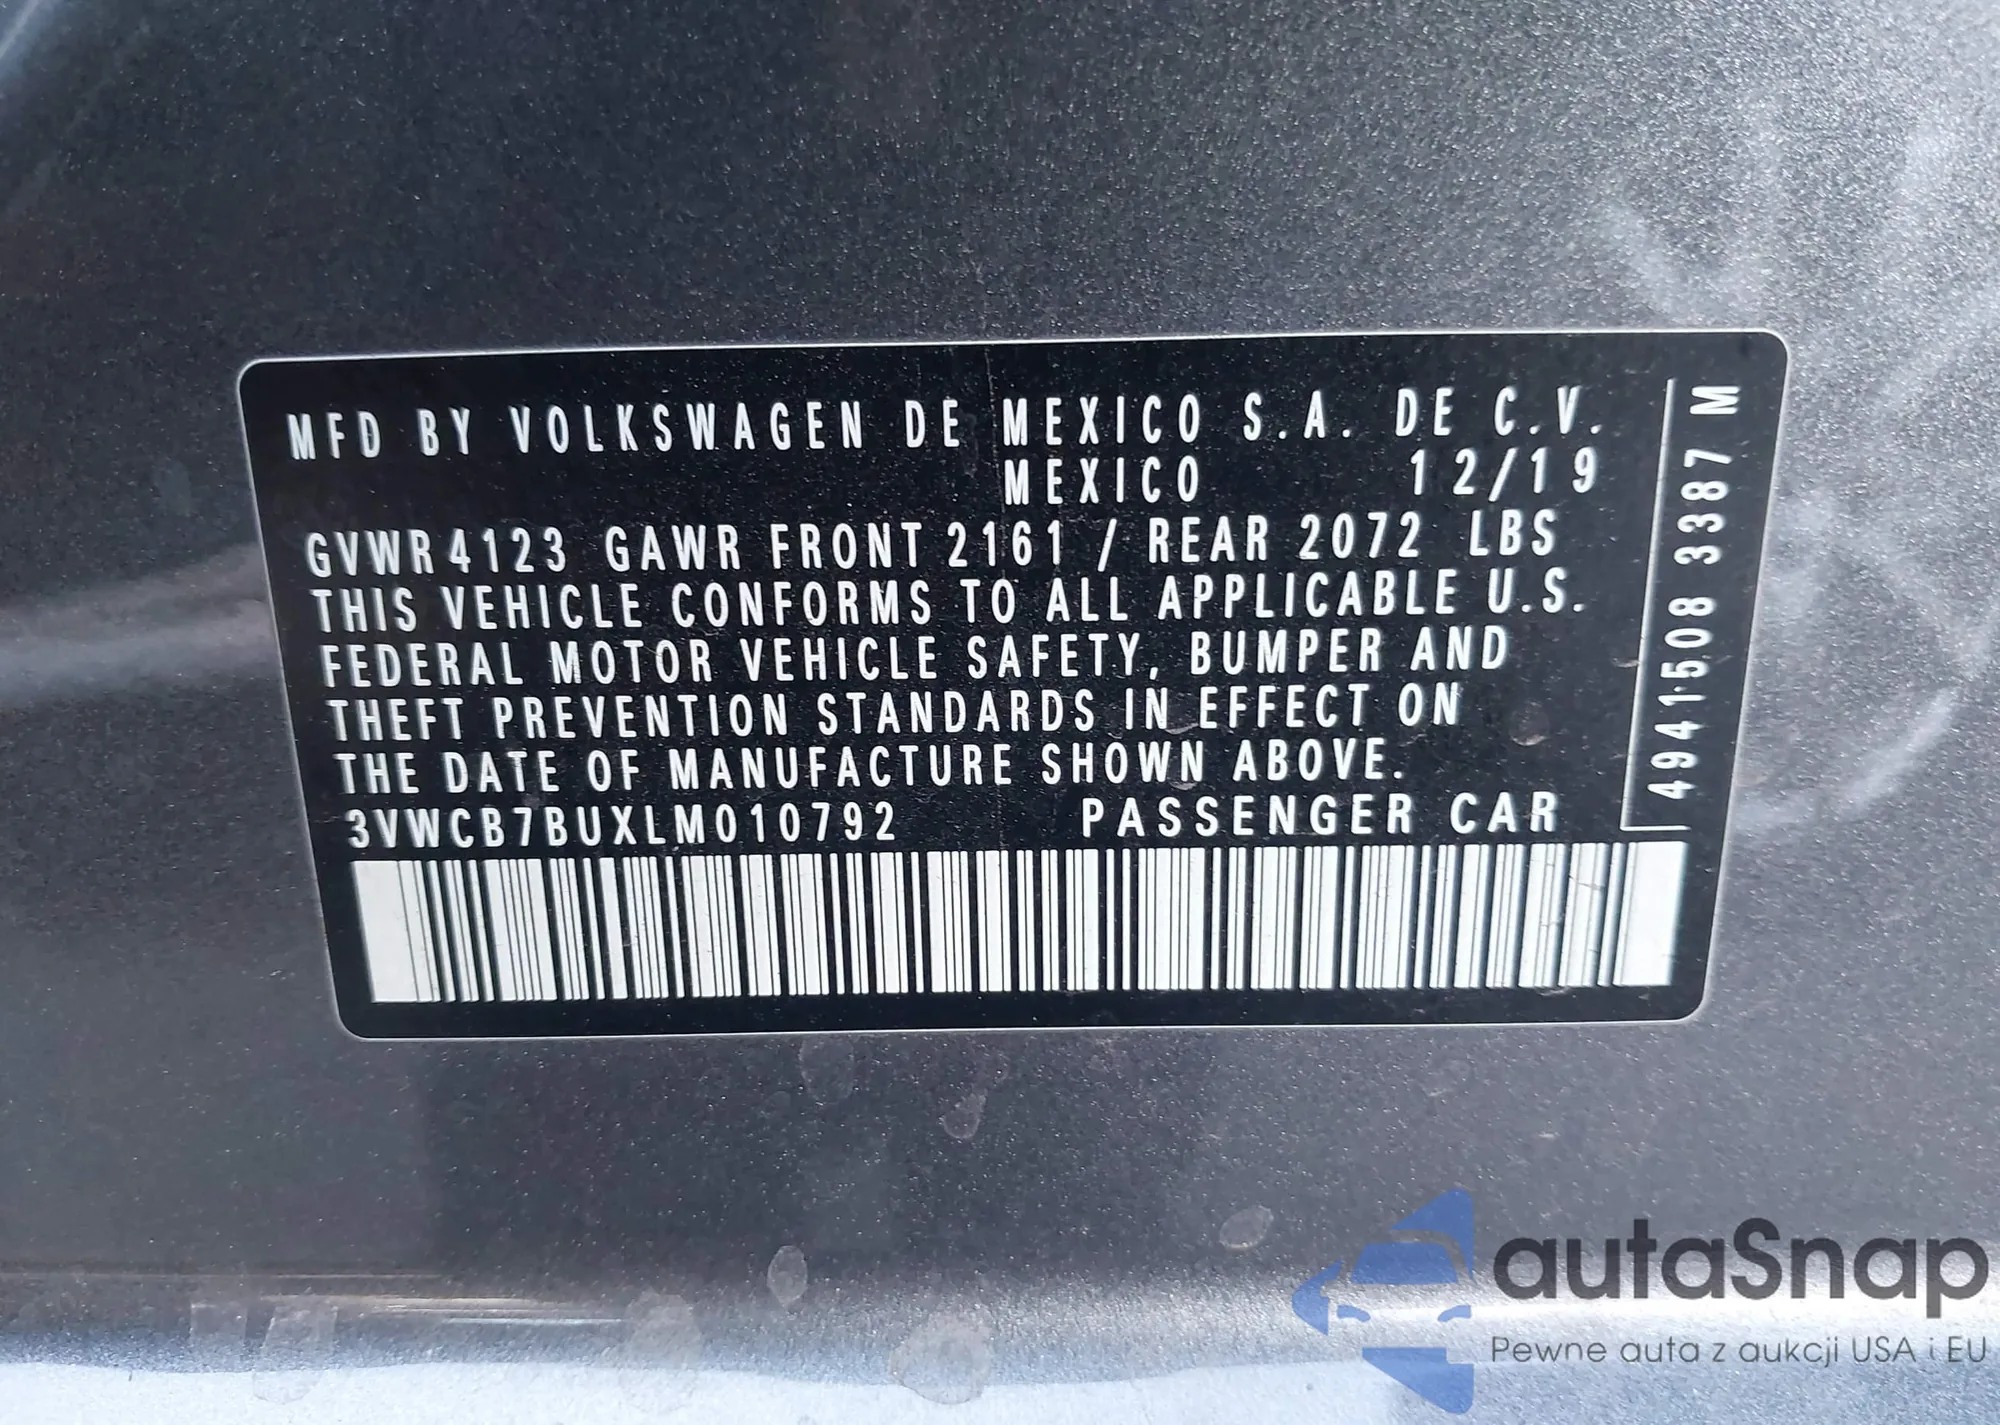 MFD BY VOLKSWAGEN DE MEXICO S.A. DE C.V.
MEXICO 12/19
GVWR 4123 GAWR FRONT 2161 / REAR 2072 LBS
THIS VEHICLE CONFORMS TO ALL APPLICABLE U.S.
FEDERAL MOTOR VEHICLE SAFETY, BUMPER AND
THEFT PREVENTION STANDARDS IN EFFECT ON
THE DATE OF MANUFACTURE SHOWN ABOVE.
3VWCB7BUXLM010792 PASSENGER CAR
4941508 3387 M
autaSnap
Pewne auta z aukcji USA i EU